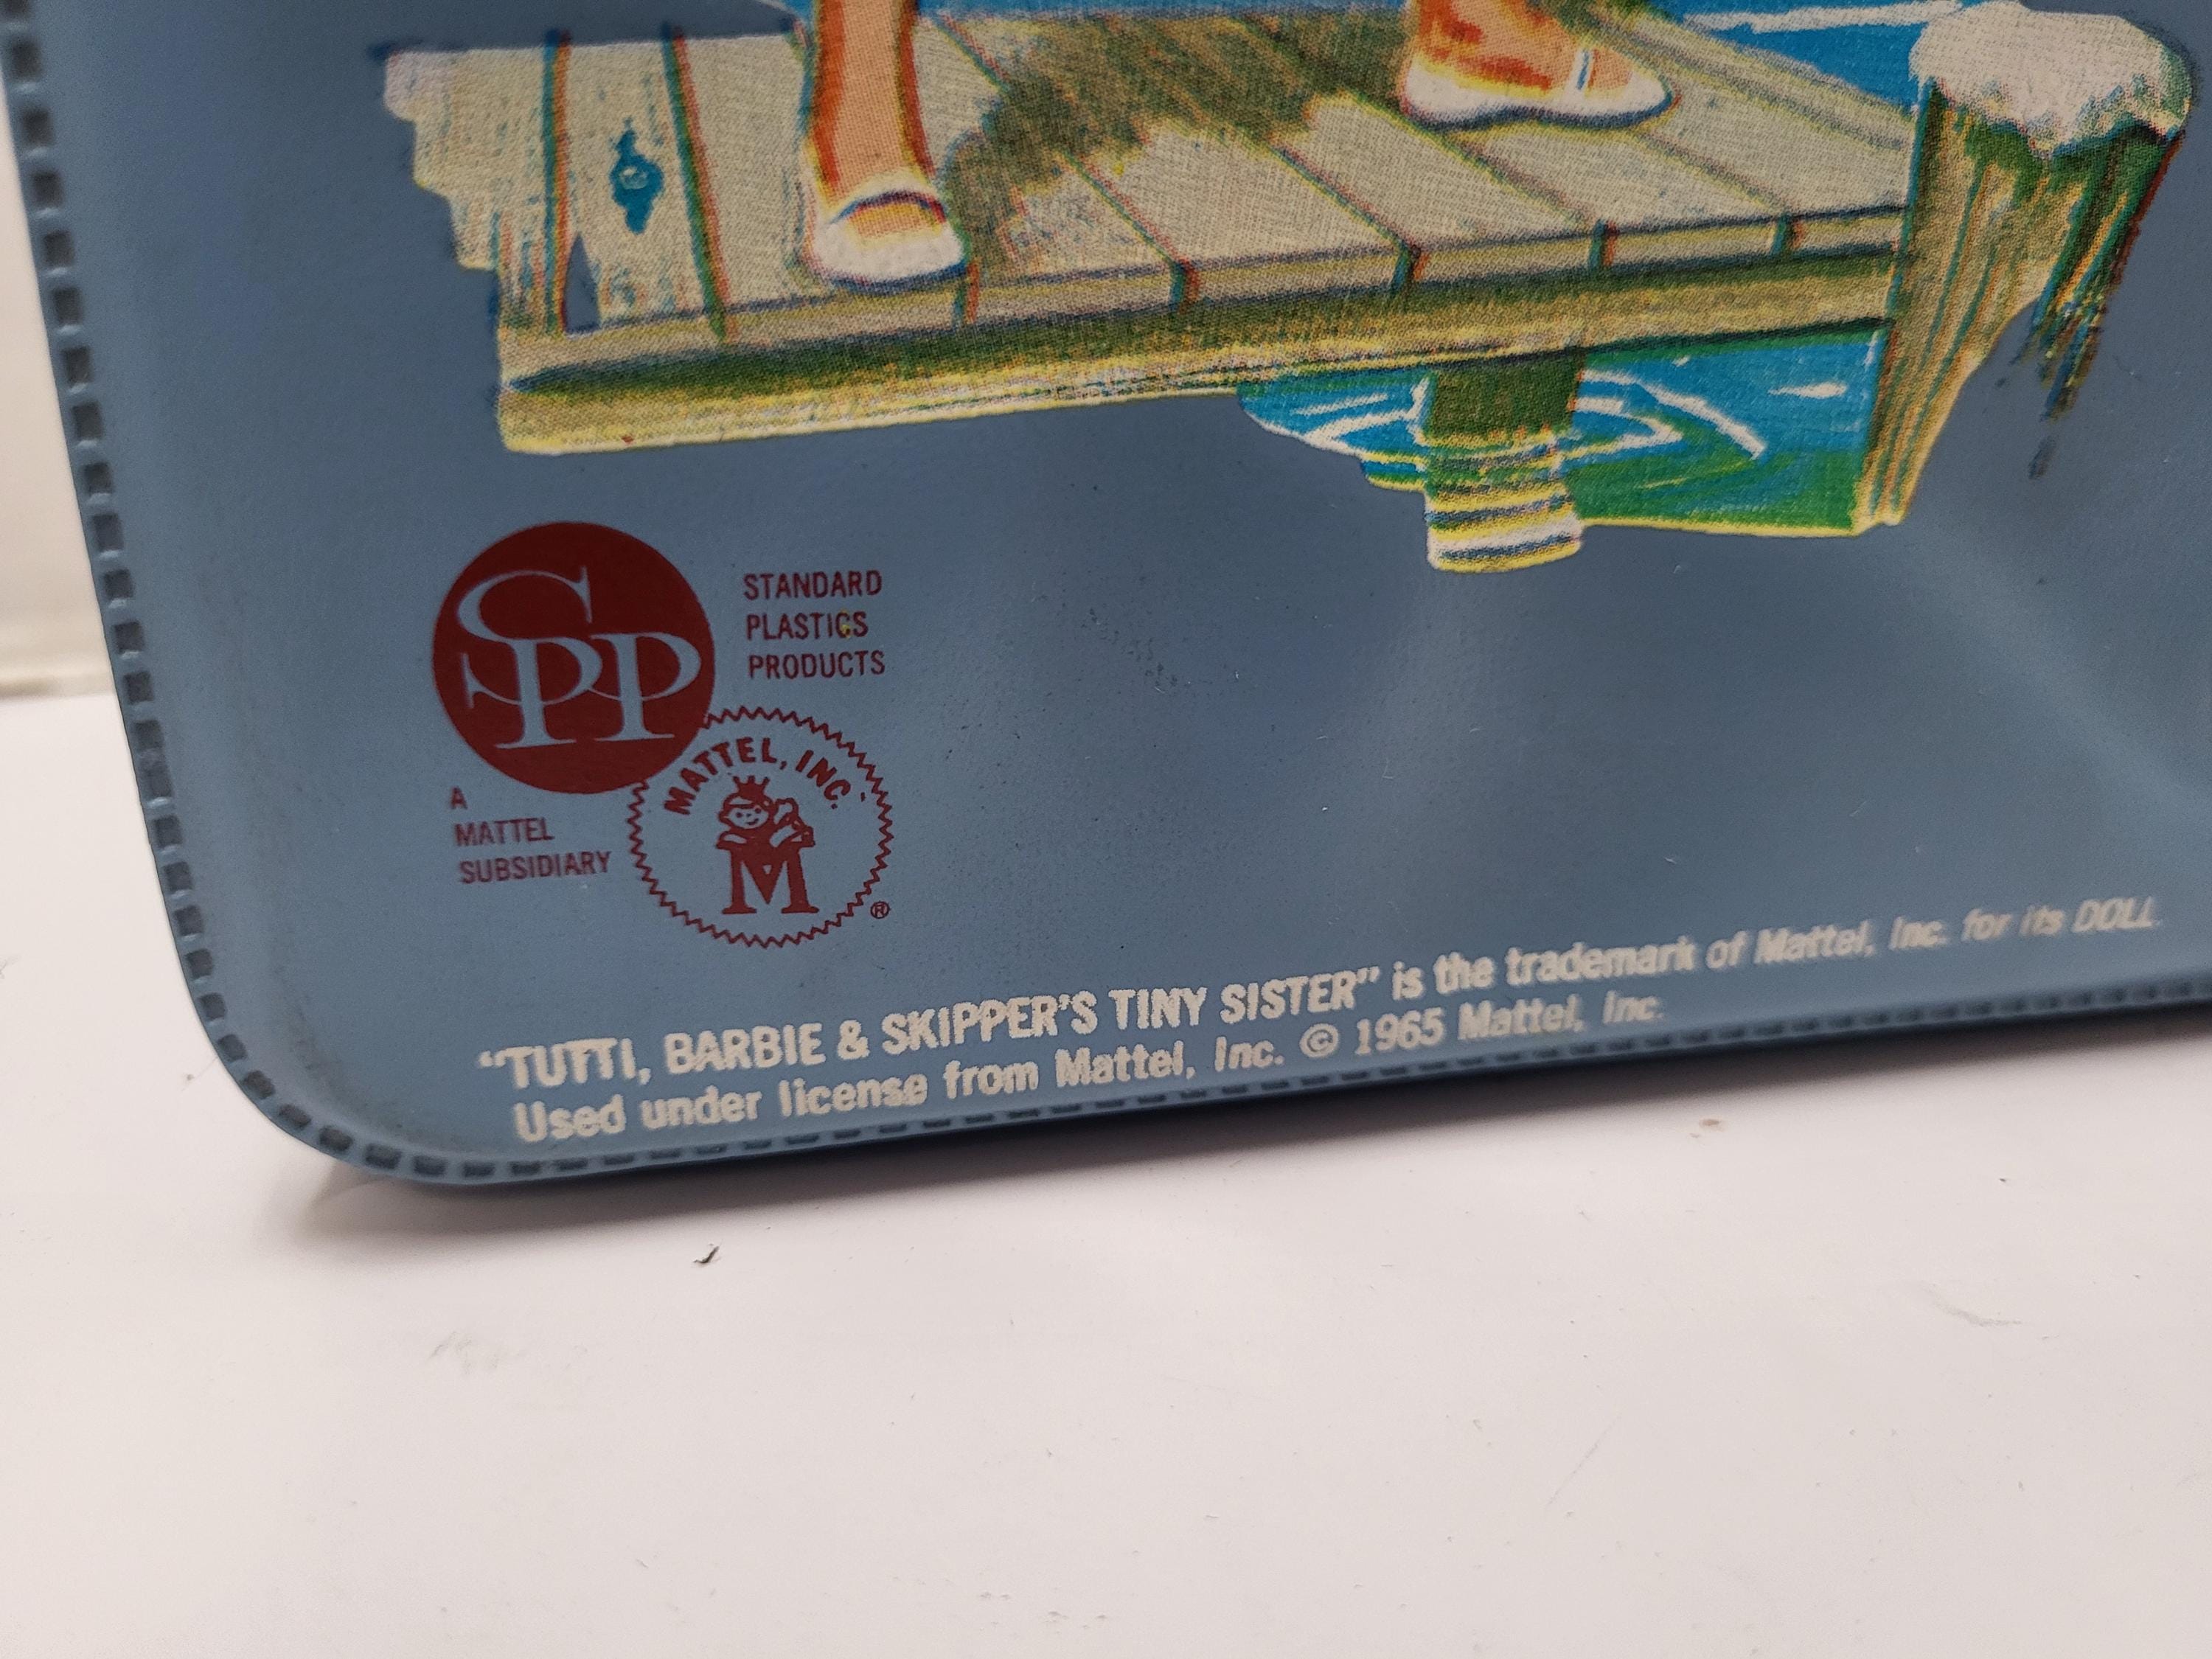 SPP
STANDARD
PLASTICS
PRODUCTS
MATTEL, INC.
M
®
A
MATTEL
SUBSIDIARY
“TUTTI, BARBIE & SKIPPER'S TINY SISTER” is the trademark of Mattel, Inc. for its DOLL.
Used under license from Mattel, Inc. © 1965 Mattel, Inc.